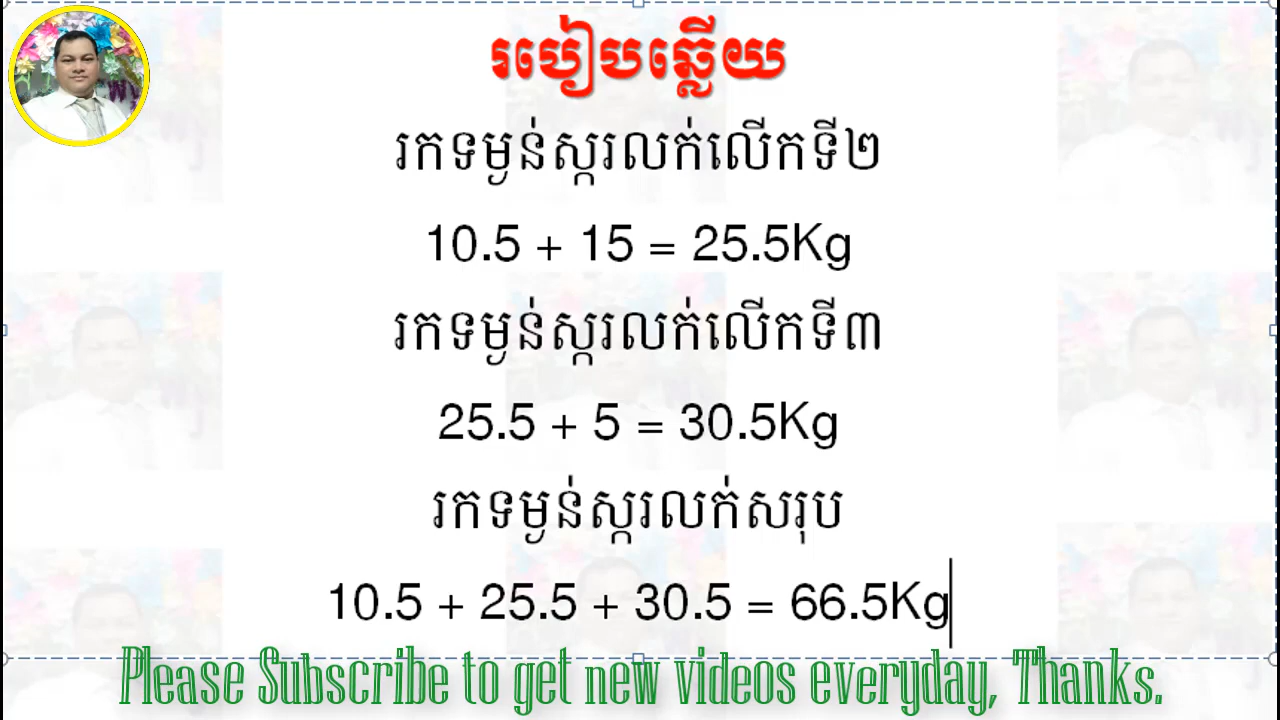 របៀបឆ្លើយ
រកទម្ងន់ស្ករលក់លើកទី២
10.5 + 15 = 25.5Kg
រកទម្ងន់ស្ករលក់លើកទី៣
25.5 + 5 = 30.5Kg
រកទម្ងន់ស្ករលក់សរុប
10.5 + 25.5 + 30.5 = 66.5Kg
Please Subscribe to get new videos everyday, Thanks.